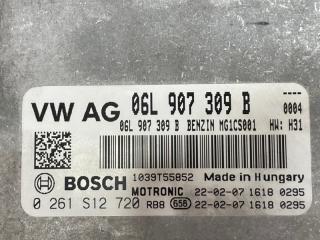 VW AG 06L 907 309 B ----
06L 907 309 B BENZIN MG1CS001 0004
HW: H31
BOSCH 1039T55852 Made in Hungary
MOTRONIC 22-02-07 1618 0295
0 261 S12 720 RBB 658 22-02-07 1618 0295